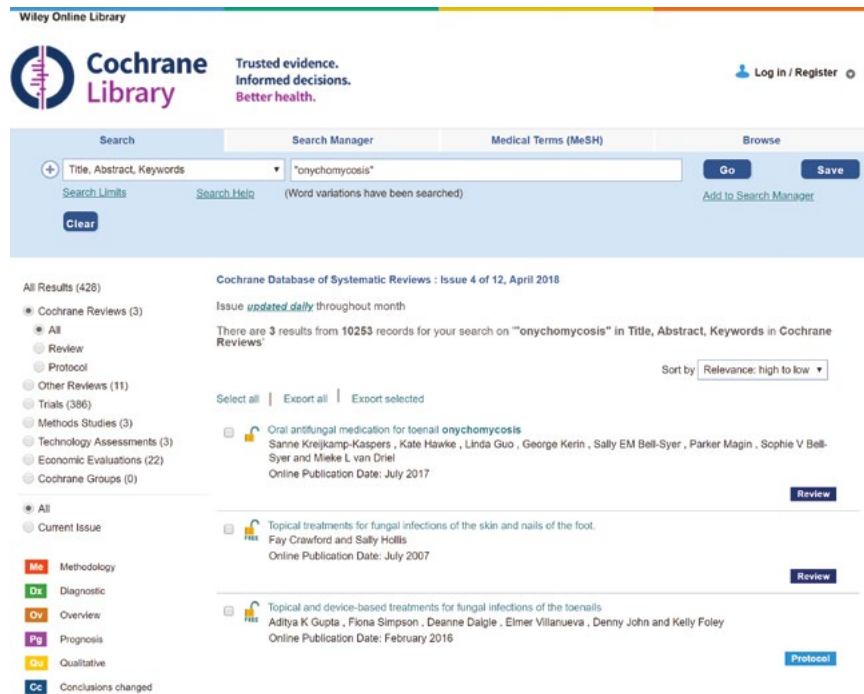 Wiley Online Library
Cochrane
Library
Trusted evidence.
Informed decisions.
Better health.
Log in / Register
Search
Search Manager
Medical Terms (MeSH)
Browse
Title, Abstract, Keywords
"onychomycosis"
Go
Save
Search Limits
Search Help
(Word variations have been searched)
Add to Search Manager
Clear
All Results (428)
Cochrane Reviews (3)
All
Review
Protocol
Other Reviews (11)
Trials (386)
Methods Studies (3)
Technology Assessments (3)
Economic Evaluations (22)
Cochrane Groups (0)
All
Current Issue
Me Methodology
Dx Diagnostic
Ov Overview
Pg Prognosis
Qu Qualitative
Cc Conclusions changed
Cochrane Database of Systematic Reviews : Issue 4 of 12, April 2018
Issue updated daily throughout month
There are 3 results from 10253 records for your search on '"onychomycosis" in Title, Abstract, Keywords in Cochrane
Reviews'
Sort by Relevance: high to low
Select all | Export all | Export selected
Oral antifungal medication for toenail onychomycosis
Sanne Kreijkamp-Kaspers , Kate Hawke , Linda Guo , George Kerin , Sally EM Bell-Syer , Parker Magin , Sophie V Bell-
Syer and Mieke L van Driel
Online Publication Date: July 2017
Review
FREE
Topical treatments for fungal infections of the skin and nails of the foot.
Fay Crawford and Sally Hollis
Online Publication Date: July 2007
Review
FREE
Topical and device-based treatments for fungal infections of the toenails
Aditya K Gupta , Fiona Simpson , Deanne Daigle , Elmer Villanueva , Denny John and Kelly Foley
Online Publication Date: February 2016
Protocol